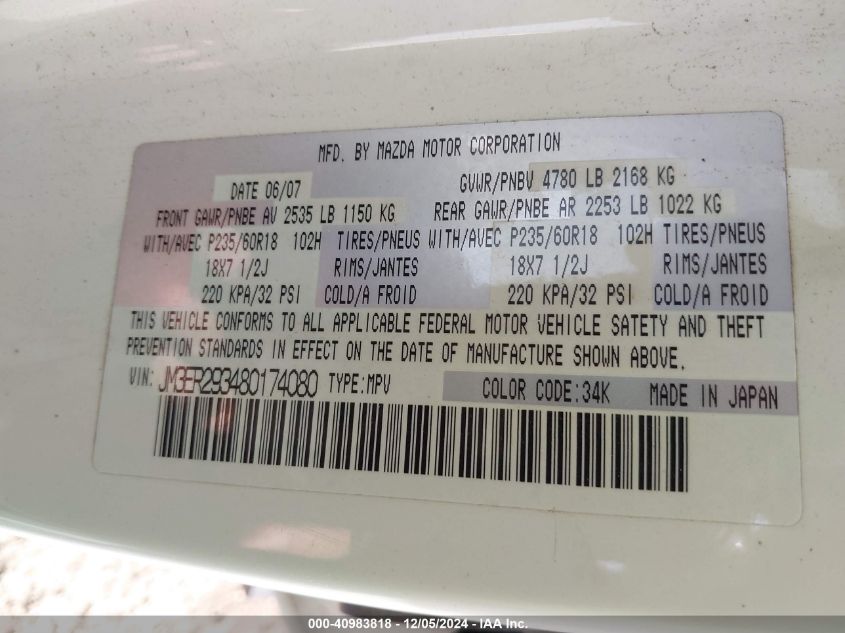 MFD. BY MAZDA MOTOR CORPORATION
DATE 06/07 GVWR/PNBV 4780 LB 2168 KG
FRONT GAWR/PNBE AV 2535 LB 1150 KG REAR GAWR/PNBE AR 2253 LB 1022 KG
WITH/AVEC P235/60R18 102H TIRES/PNEUS WITH/AVEC P235/60R18 102H TIRES/PNEUS
18X7 1/2J RIMS/JANTES 18X7 1/2J RIMS/JANTES
220 KPA/32 PSI COLD/A FROID 220 KPA/32 PSI COLD/A FROID
THIS VEHICLE CONFORMS TO ALL APPLICABLE FEDERAL MOTOR VEHICLE SAFETY AND THEFT
PREVENTION STANDARDS IN EFFECT ON THE DATE OF MANUFACTURE SHOWN ABOVE.
VIN: JM3ER293480174080 TYPE:MPV COLOR CODE:34K MADE IN JAPAN
000-40983818 - 12/05/2024 - IAA Inc.